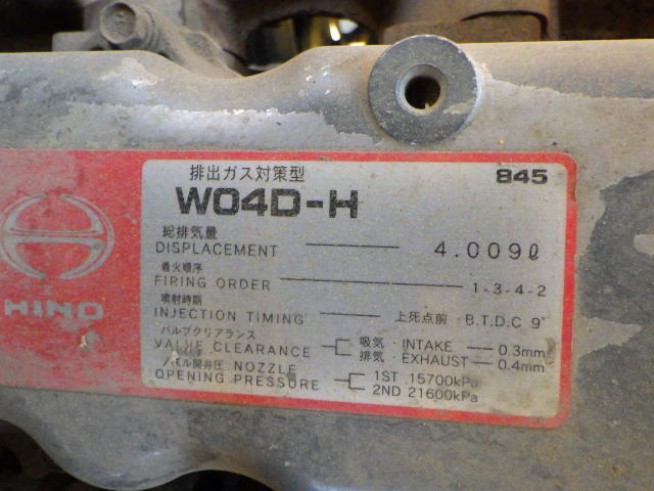 排出ガス対策型 845
W04D-H
総排気量
DISPLACEMENT 4.009ℓ
着火順序
FIRING ORDER 1-3-4-2
噴射時期
INJECTION TIMING 上死点前 B.T.D.C 9°
バルブクリアランス
VALVE CLEARANCE 吸気 INTAKE 0.3mm
排気 EXHAUST 0.4mm
ノズル開弁圧 NOZZLE
OPENING PRESSURE 1ST 15700kPa
2ND 21600kPa
HINO